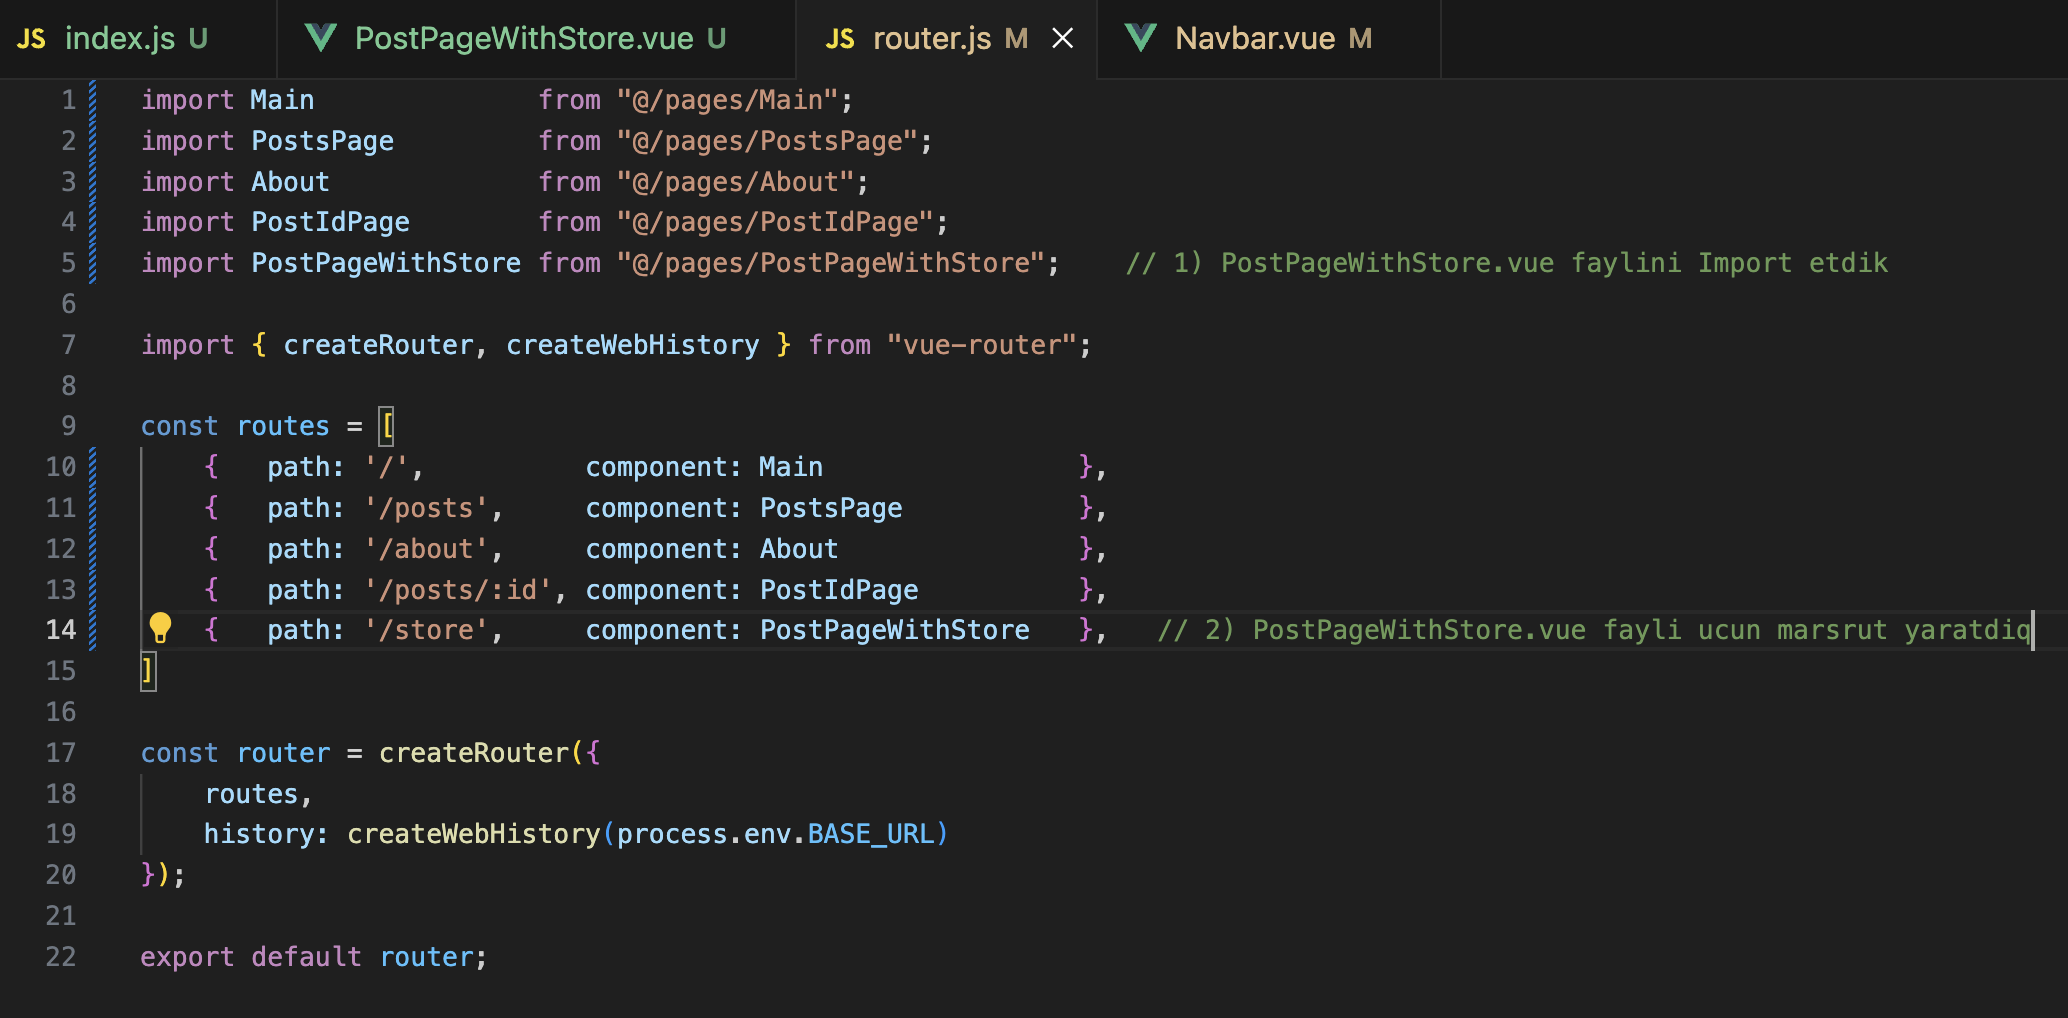 JS index.js U PostPageWithStore.vue U JS router.js M Navbar.vue M
1 import Main from "@/pages/Main";
2 import PostsPage from "@/pages/PostsPage";
3 import About from "@/pages/About";
4 import PostIdPage from "@/pages/PostIdPage";
5 import PostPageWithStore from "@/pages/PostPageWithStore"; // 1) PostPageWithStore.vue faylini Import etdik
6
7 import { createRouter, createWebHistory } from "vue-router";
8
9 const routes = [
10 { path: '/', component: Main },
11 { path: '/posts', component: PostsPage },
12 { path: '/about', component: About },
13 { path: '/posts/:id', component: PostIdPage },
14 { path: '/store', component: PostPageWithStore }, // 2) PostPageWithStore.vue fayli ucun marsrut yaratdiq
15 ]
16
17 const router = createRouter({
18 routes,
19 history: createWebHistory(process.env.BASE_URL)
20 });
21
22 export default router;